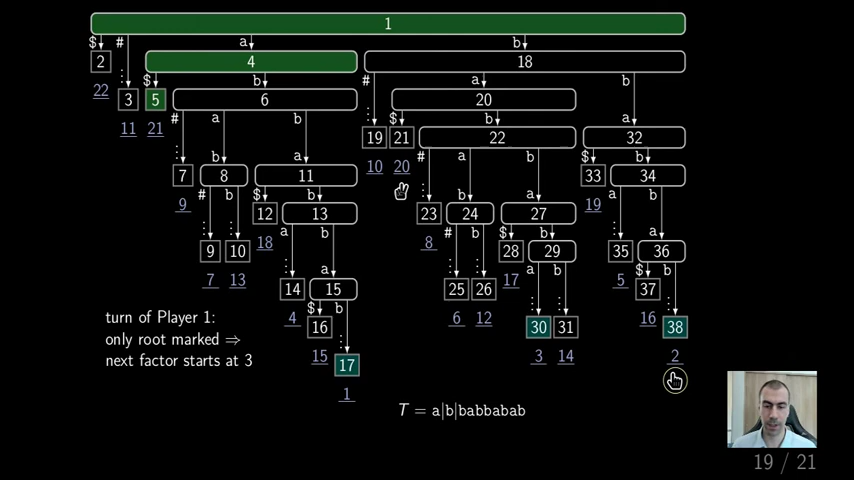 1
$ # a b
2 4 18
22 $ b # a b
3 5 6 20
11 21 # a b $ b a
19 21 22 32
10 20 # a b $ b
7 8 11 33 34
9 # b $ b 19 a b
12 13 23 24 27
18 a b 8 # b $ b a
9 10 28 29 35 36
7 13 17 a b 5 $ b
14 15 25 26 37
4 $ b 6 12 16
turn of Player 1: 16 30 31 38
only root marked ⇒ 15 3 14 2
next factor starts at 3 17
1
T = a|b|babbabab
19 / 21